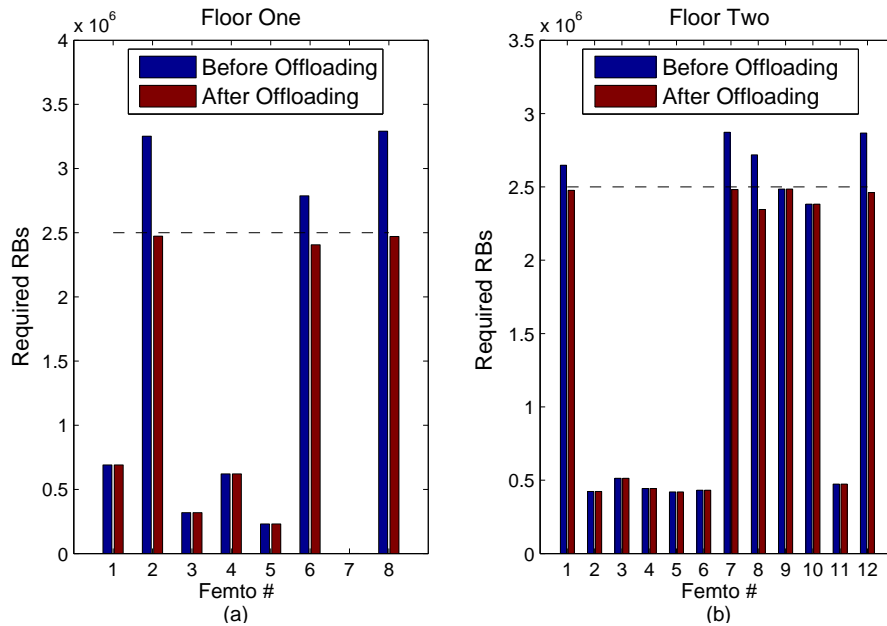 Floor One
x 10^6
4
3.5
3
2.5
2
1.5
1
0.5
0
Required RBs
Before Offloading
After Offloading
1 2 3 4 5 6 7 8
Femto #
(a)
Floor Two
x 10^6
3.5
3
2.5
2
1.5
1
0.5
0
Required RBs
Before Offloading
After Offloading
1 2 3 4 5 6 7 8 9 10 11 12
Femto #
(b)